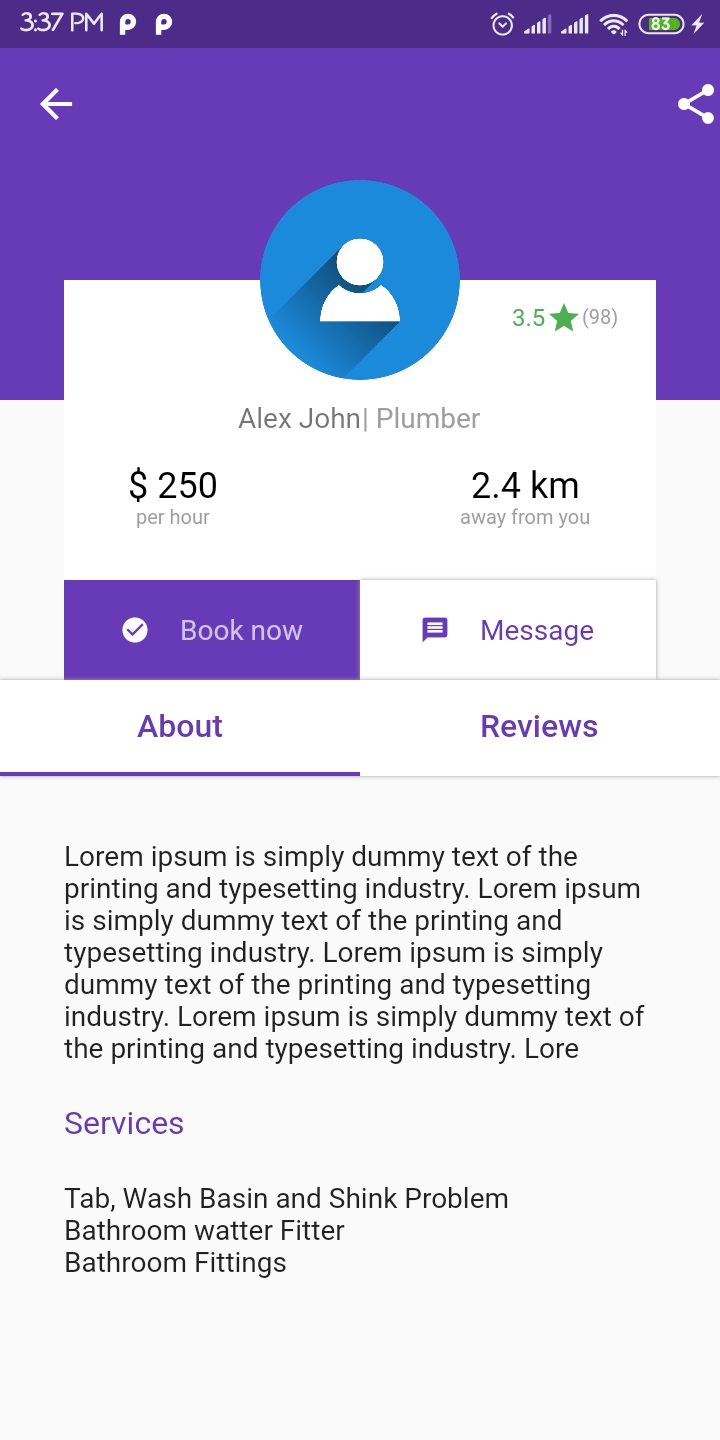 3:37 PM
83
3.5 (98)
Alex John| Plumber
$ 250
per hour
2.4 km
away from you
Book now
Message
About
Reviews
Lorem ipsum is simply dummy text of the
printing and typesetting industry. Lorem ipsum
is simply dummy text of the printing and
typesetting industry. Lorem ipsum is simply
dummy text of the printing and typesetting
industry. Lorem ipsum is simply dummy text of
the printing and typesetting industry. Lore
Services
Tab, Wash Basin and Shink Problem
Bathroom watter Fitter
Bathroom Fittings